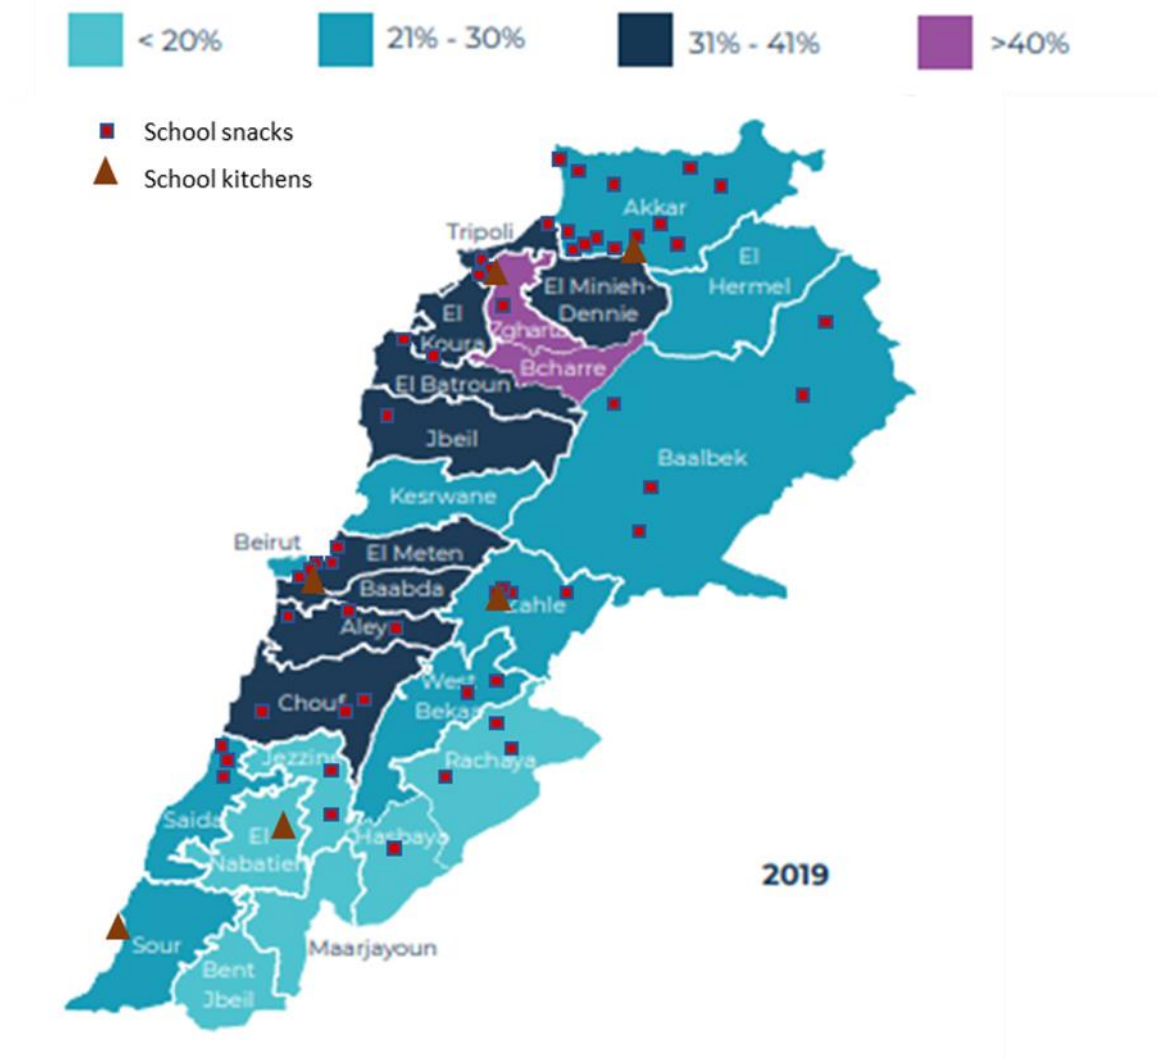 < 20%
21% - 30%
31% - 41%
>40%
School snacks
School kitchens
Akkar
Tripoli
El
Hermel
El Minieh-
Dennie
El
Koura
Zgharta
Bcharre
El Batroun
Jbeil
Baalbek
Kesrwane
Beirut
El Meten
Baabda
zahle
Aley
West
Bekaa
Chouf
Jezzine
Rachaya
Saida
El
Nabatieh
Hasbaya
2019
Sour
Maarjayoun
Bent
Jbeil